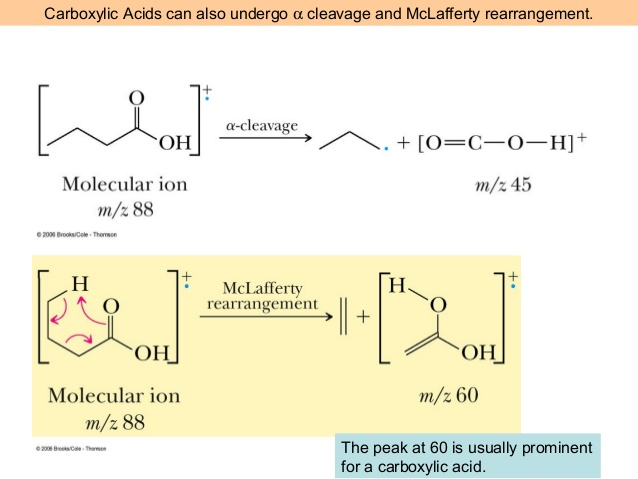 Carboxylic Acids can also undergo α cleavage and McLafferty rearrangement.
O
OH
+
•
α-cleavage
• + [O=C—O—H]+
Molecular ion
m/z 88
m/z 45
© 2006 Brooks/Cole - Thomson
H
O
OH
+
•
McLafferty
rearrangement
+
H
O
OH
+
•
Molecular ion
m/z 88
m/z 60
© 2006 Brooks/Cole - Thomson
The peak at 60 is usually prominent
for a carboxylic acid.